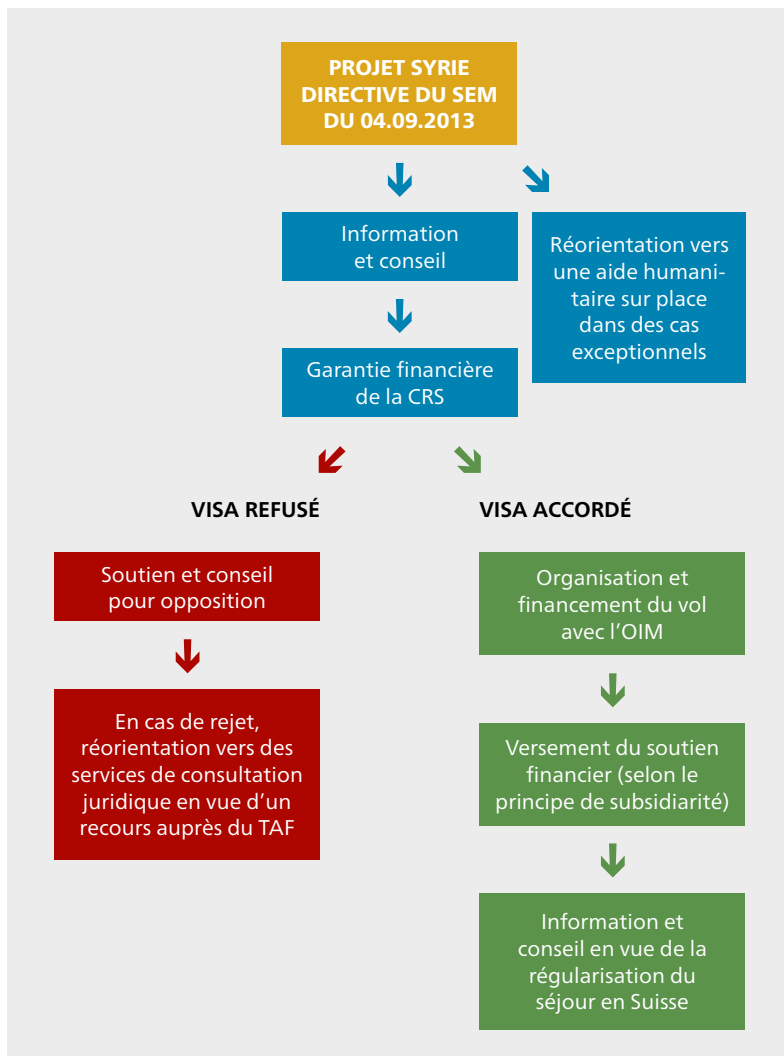 PROJET SYRIE
DIRECTIVE DU SEM
DU 04.09.2013
Information
et conseil
Réorientation vers
une aide humani-
taire sur place
dans des cas
exceptionnels
Garantie financière
de la CRS
VISA REFUSÉ
Soutien et conseil
pour opposition
En cas de rejet,
réorientation vers des
services de consultation
juridique en vue d’un
recours auprès du TAF
VISA ACCORDÉ
Organisation et
financement du vol
avec l’OIM
Versement du soutien
financier (selon le
principe de subsidiarité)
Information et
conseil en vue de la
régularisation du
séjour en Suisse